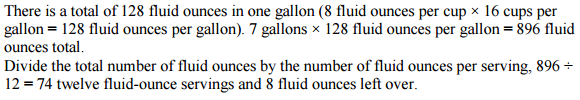 There is a total of 128 fluid ounces in one gallon (8 fluid ounces per cup × 16 cups per
gallon = 128 fluid ounces per gallon). 7 gallons × 128 fluid ounces per gallon = 896 fluid
ounces total.
Divide the total number of fluid ounces by the number of fluid ounces per serving, 896 ÷
12 = 74 twelve fluid-ounce servings and 8 fluid ounces left over.